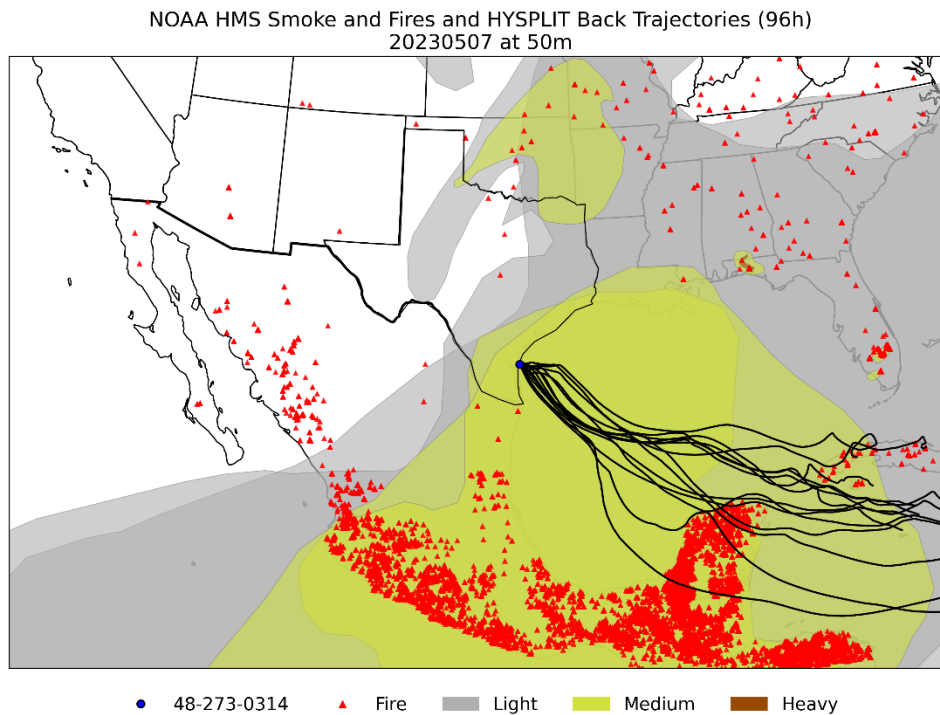 NOAA HMS Smoke and Fires and HYSPLIT Back Trajectories (96h)
20230507 at 50m
48-273-0314 Fire Light Medium Heavy